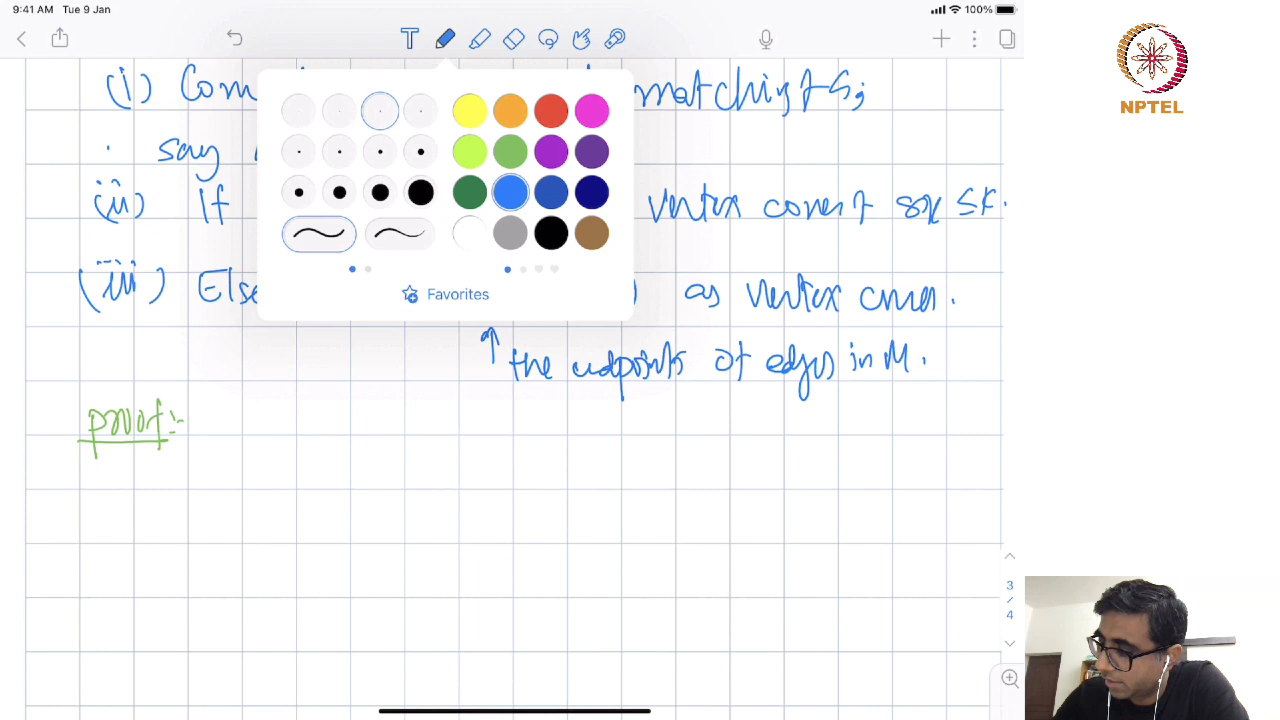 9:41 AM Tue 9 Jan
100%
NPTEL
(i) Com matching of G;
say
(ii) If vertex cover of size ≤ k.
(iii) Else as vertex cover.
↑ the endpoints of edges in M.
Proof:-
Favorites
3
/
4